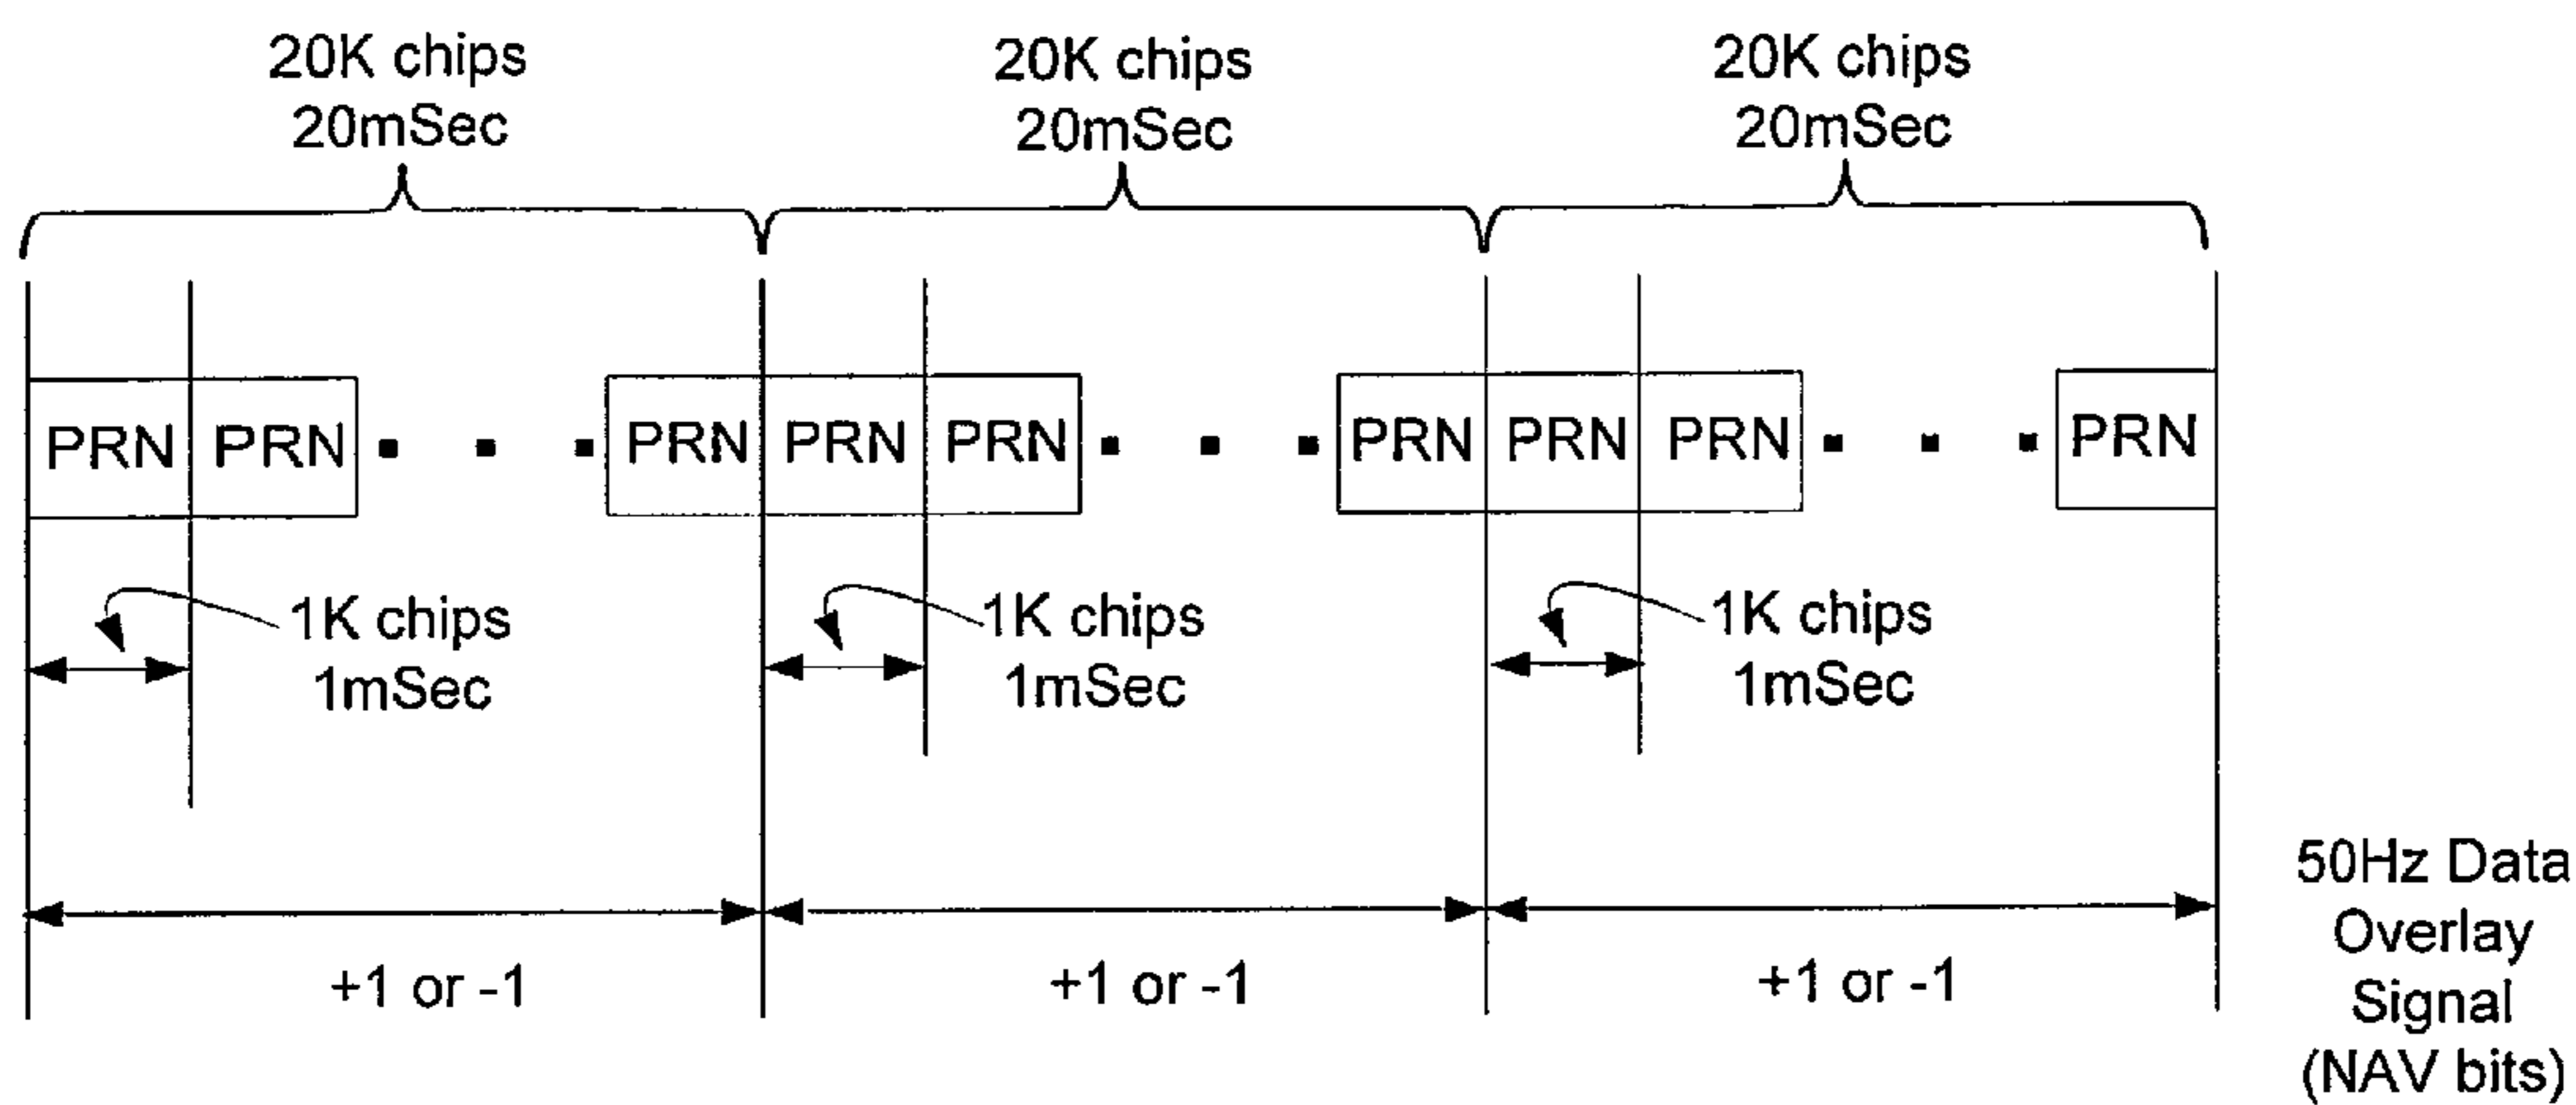 20K chips
20mSec
20K chips
20mSec
20K chips
20mSec
PRN PRN PRN PRN PRN PRN PRN PRN PRN
1K chips
1mSec
1K chips
1mSec
1K chips
1mSec
+1 or -1
+1 or -1
+1 or -1
50Hz Data
Overlay
Signal
(NAV bits)